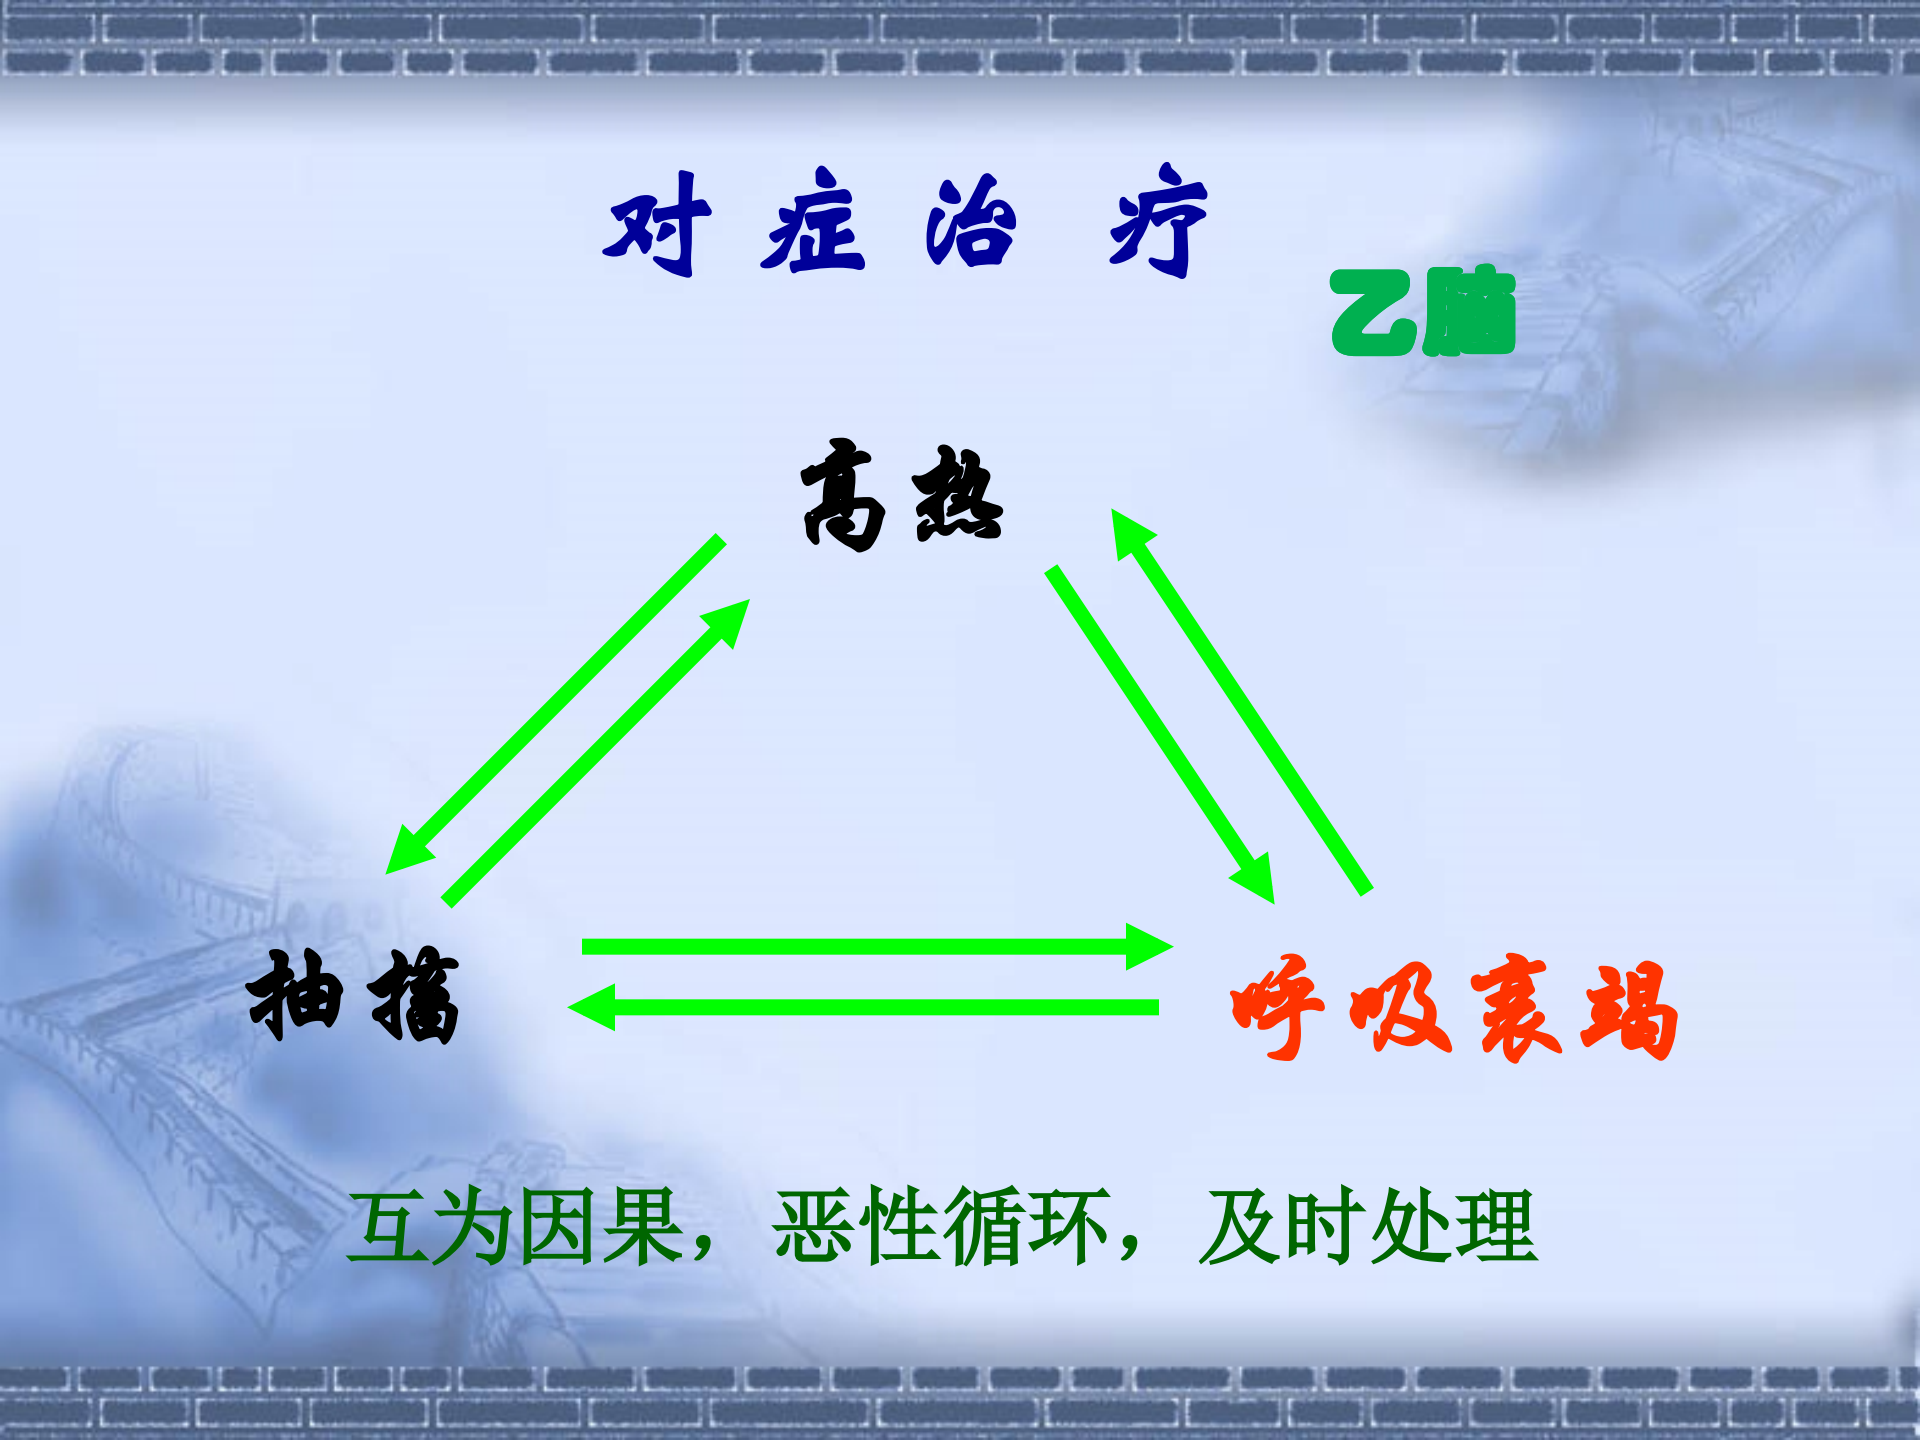 对 症 治 疗
乙脑
高热
抽搐
呼吸衰竭
互为因果，恶性循环，及时处理